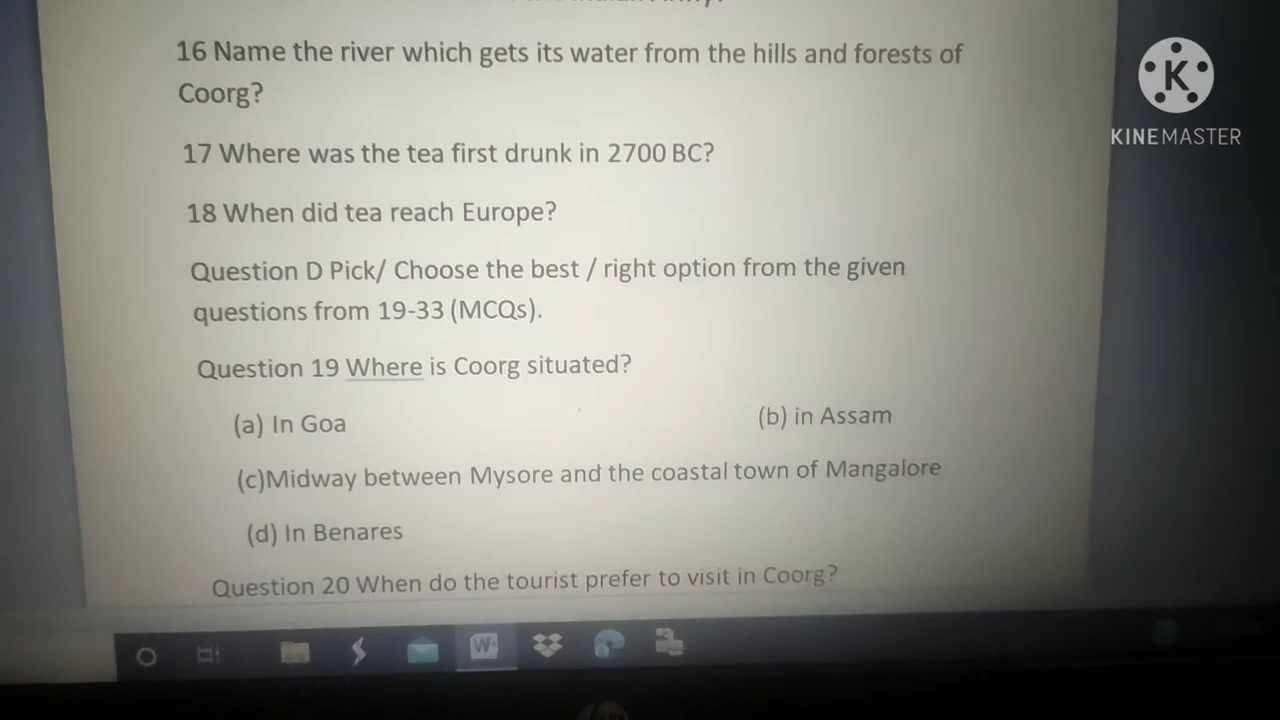 16 Name the river which gets its water from the hills and forests of
Coorg?
17 Where was the tea first drunk in 2700 BC?
18 When did tea reach Europe?
Question D Pick/ Choose the best / right option from the given
questions from 19-33 (MCQs).
Question 19 Where is Coorg situated?
(a) In Goa (b) in Assam
(c)Midway between Mysore and the coastal town of Mangalore
(d) In Benares
Question 20 When do the tourist prefer to visit in Coorg?
K
KINEMASTER
W